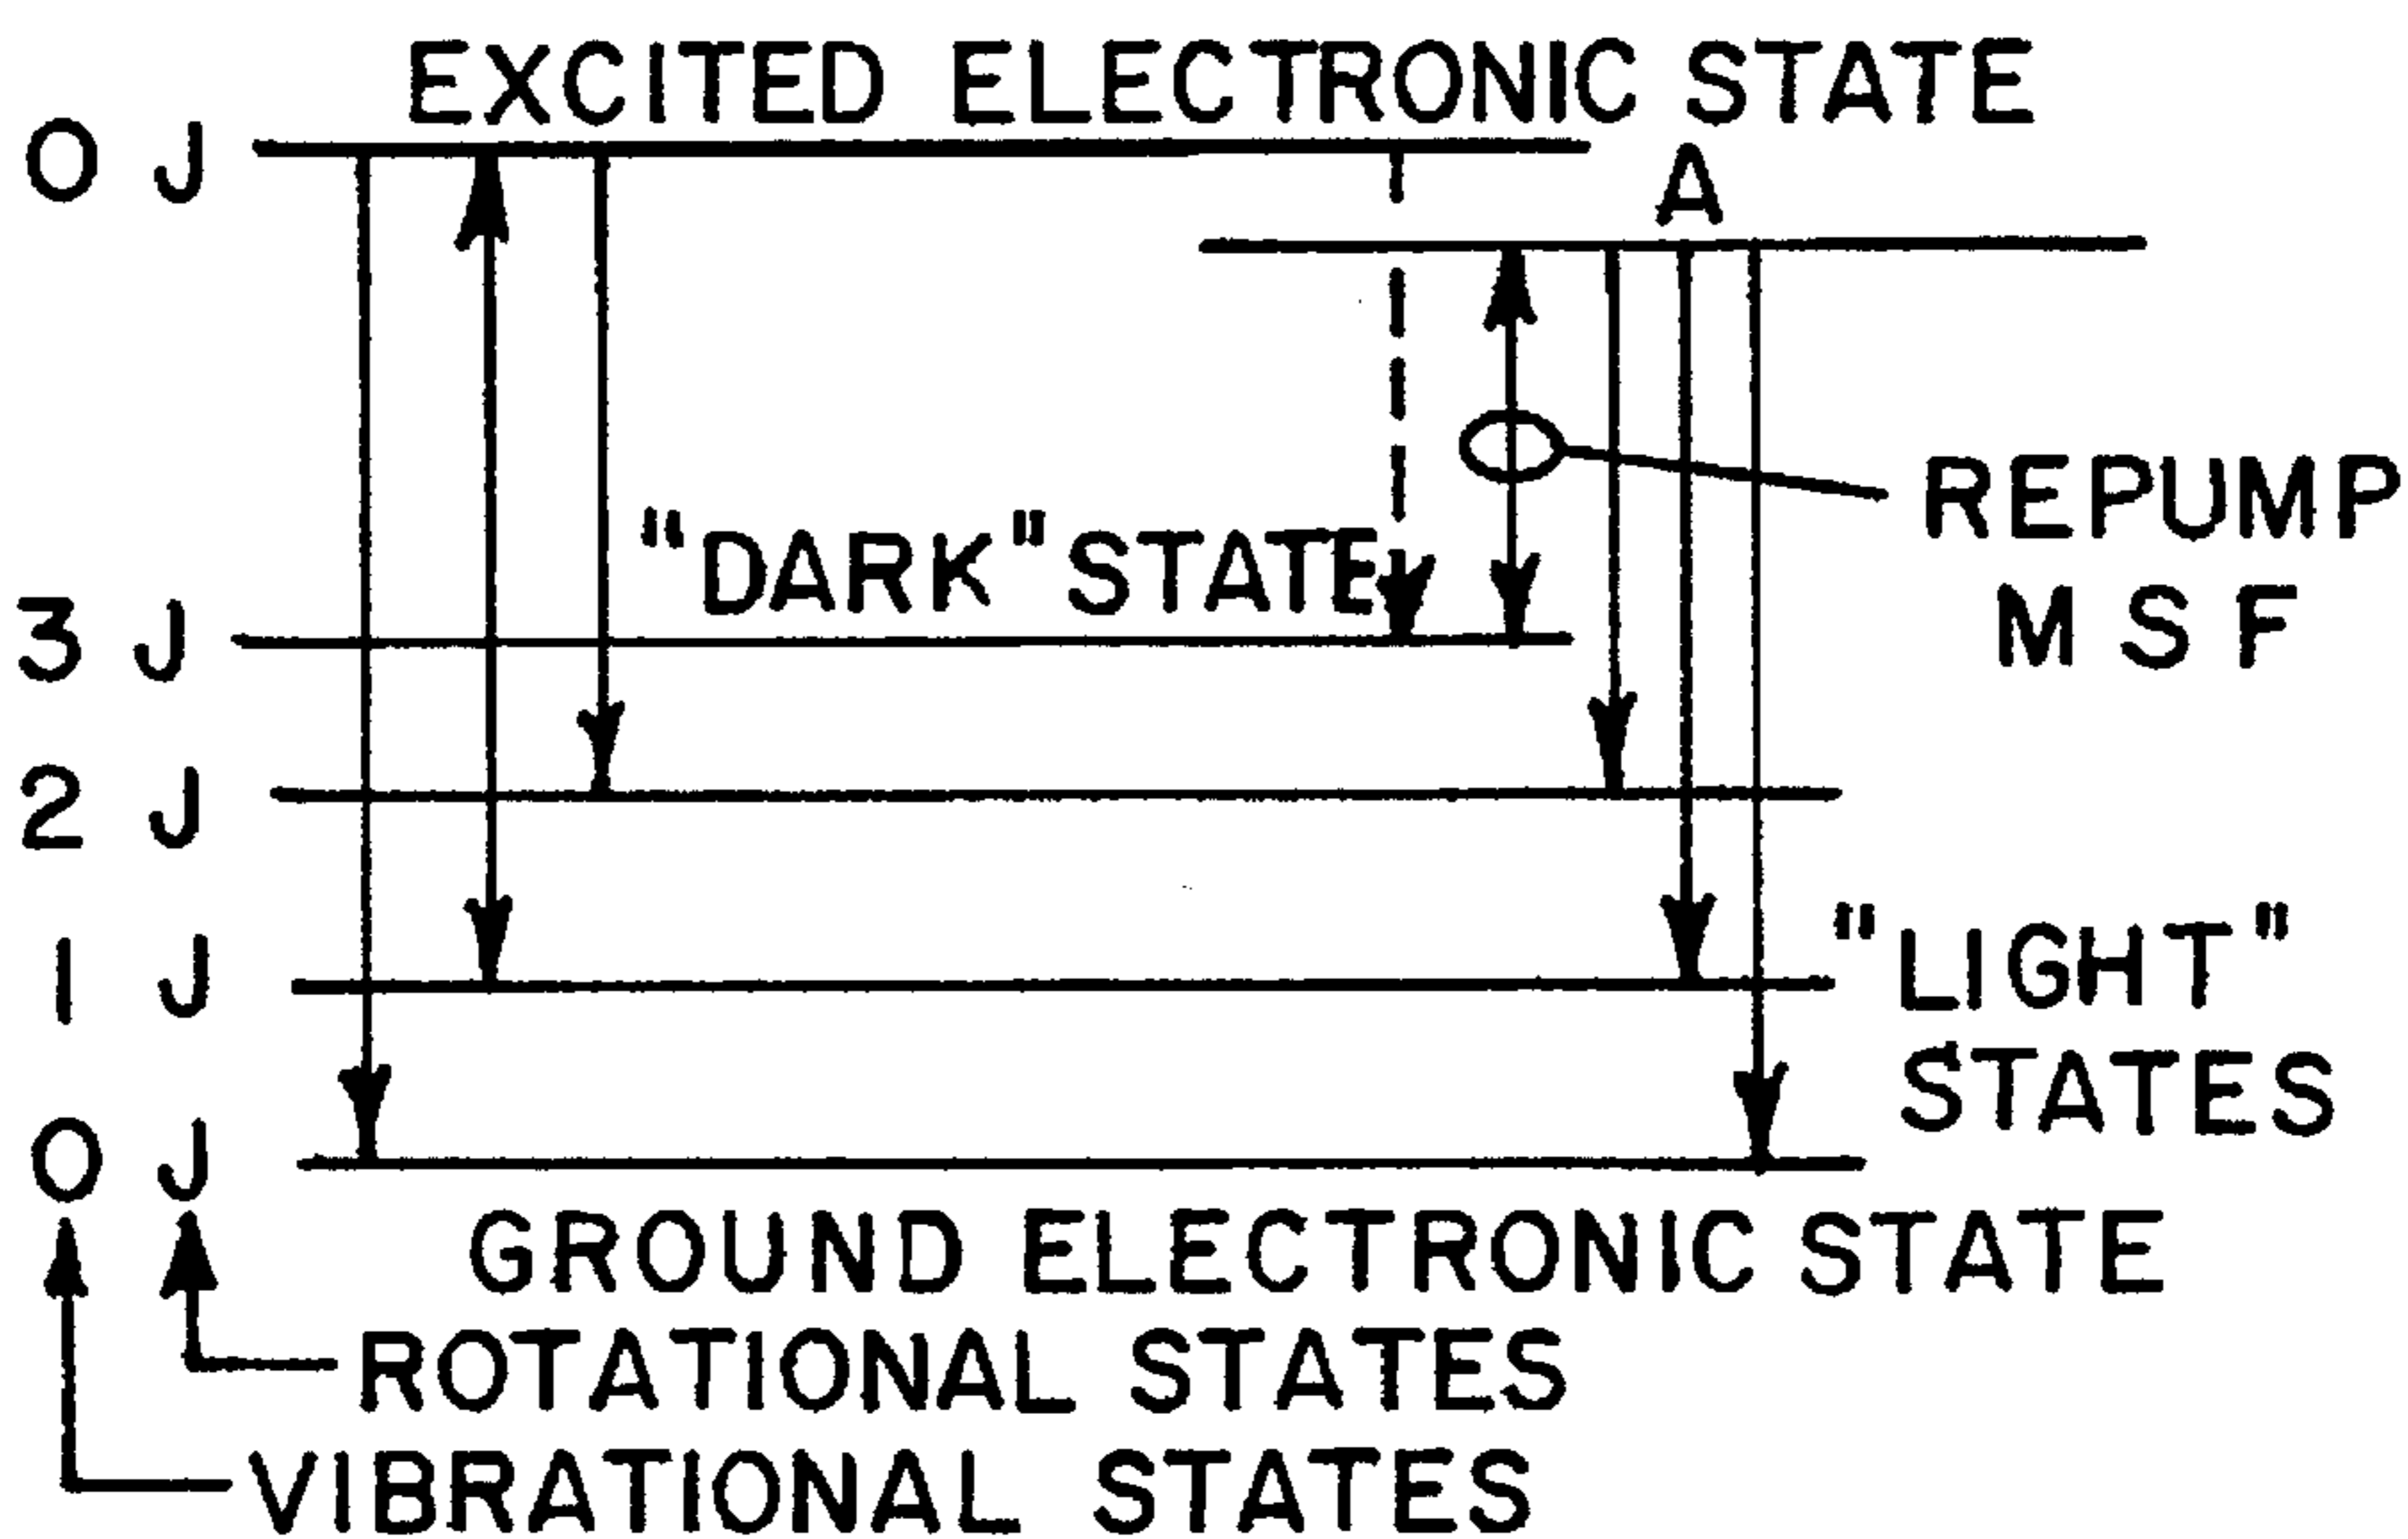 EXCITED ELECTRONIC STATE
0 J
A
REPUMP
M S F
"DARK" STATE
3 J
2 J
1 J
"LIGHT"
STATES
0 J
GROUND ELECTRONIC STATE
ROTATIONAL STATES
VIBRATIONAL STATES